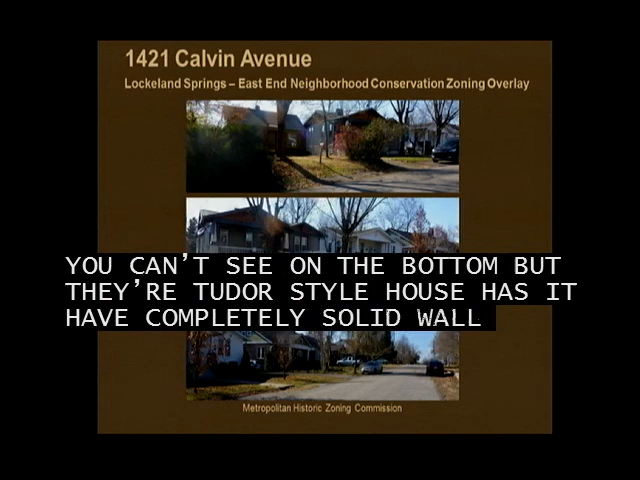 1421 Calvin Avenue
Lockeland Springs – East End Neighborhood Conservation Zoning Overlay
YOU CAN'T SEE ON THE BOTTOM BUT
THEY'RE TUDOR STYLE HOUSE HAS IT
HAVE COMPLETELY SOLID WALL
Metropolitan Historic Zoning Commission